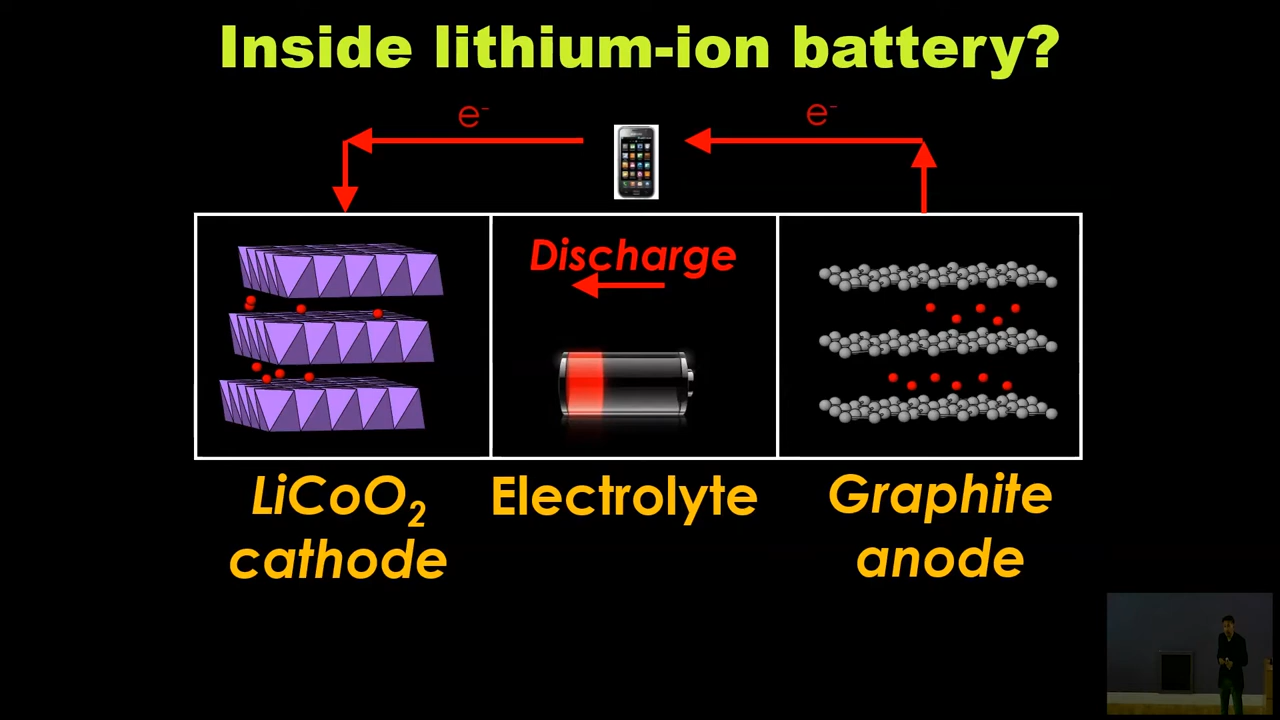 Inside lithium-ion battery?
e-
e-
Discharge
LiCoO2
cathode
Electrolyte
Graphite
anode